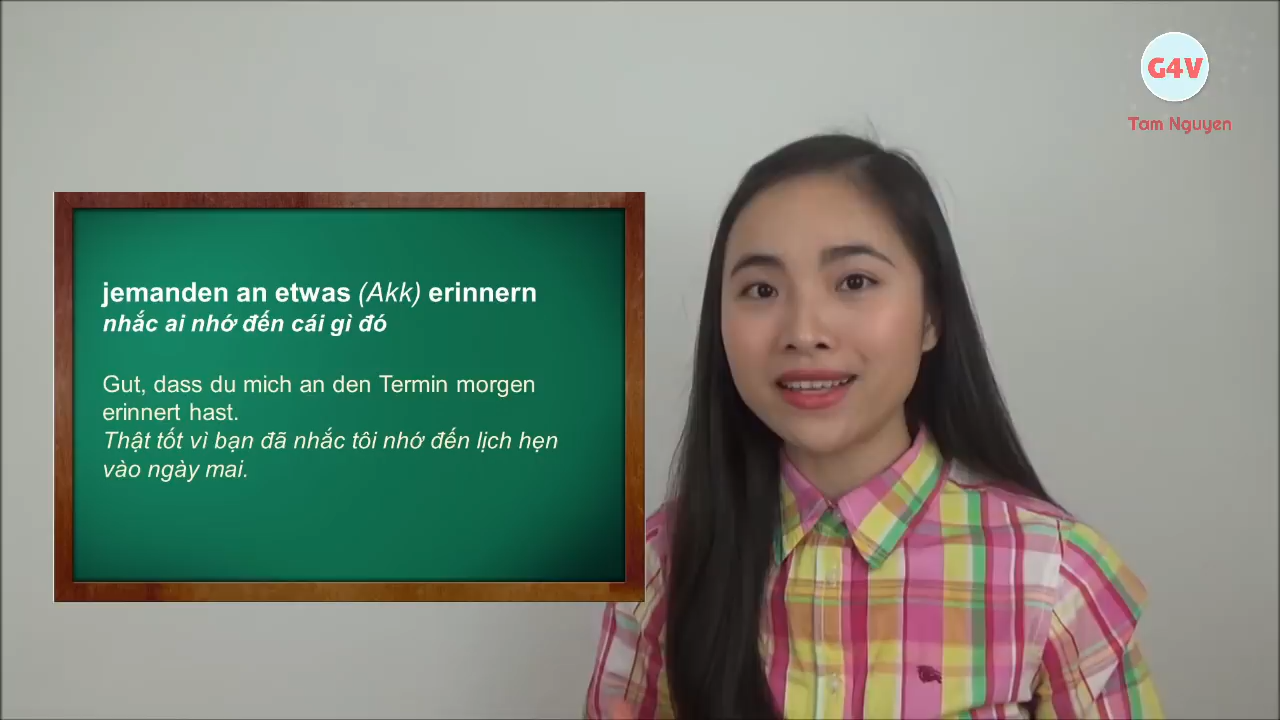 G4V
Tam Nguyen
jemanden an etwas (Akk) erinnern
nhắc ai nhớ đến cái gì đó
Gut, dass du mich an den Termin morgen
erinnert hast.
Thật tốt vì bạn đã nhắc tôi nhớ đến lịch hẹn
vào ngày mai.